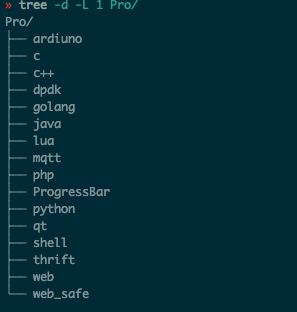 » tree -d -L 1 Pro/
Pro/
├── ardiuno
├── c
├── c++
├── dpdk
├── golang
├── java
├── lua
├── mqtt
├── php
├── ProgressBar
├── python
├── qt
├── shell
├── thrift
├── web
└── web_safe